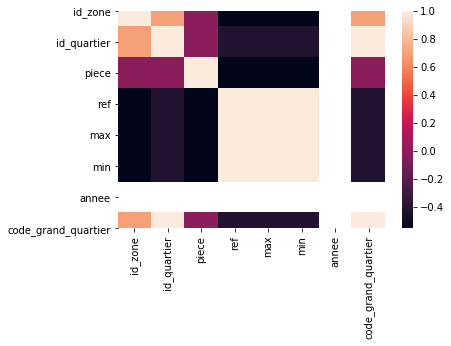 id_zone
id_quartier
piece
ref
max
min
annee
code_grand_quartier
id_zone
id_quartier
piece
ref
max
min
annee
code_grand_quartier
1.0
0.8
0.6
0.4
0.2
0.0
−0.2
−0.4